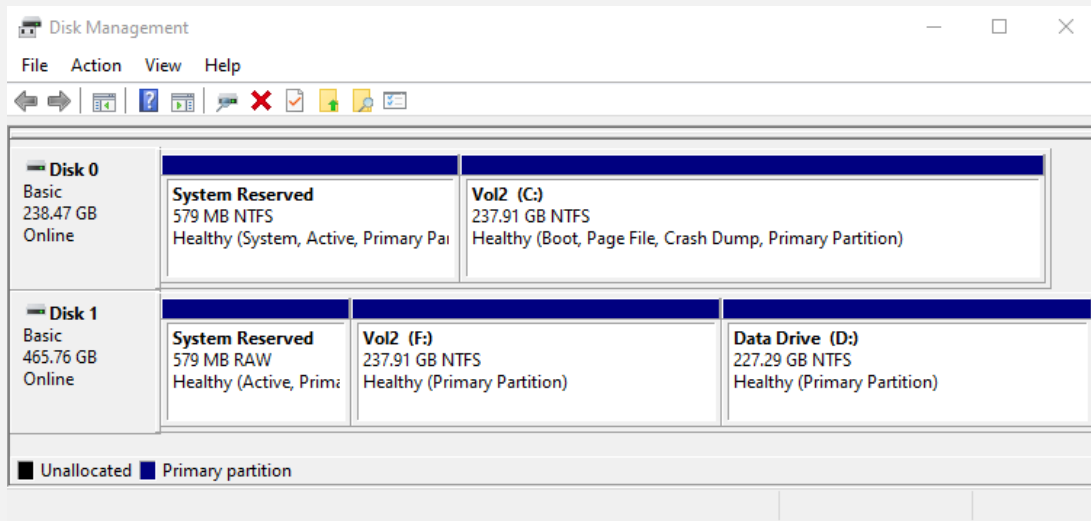 Disk Management
File Action View Help
Disk 0
Basic
238.47 GB
Online
System Reserved
579 MB NTFS
Healthy (System, Active, Primary Pai
Vol2 (C:)
237.91 GB NTFS
Healthy (Boot, Page File, Crash Dump, Primary Partition)
Disk 1
Basic
465.76 GB
Online
System Reserved
579 MB RAW
Healthy (Active, Prima
Vol2 (F:)
237.91 GB NTFS
Healthy (Primary Partition)
Data Drive (D:)
227.29 GB NTFS
Healthy (Primary Partition)
Unallocated Primary partition